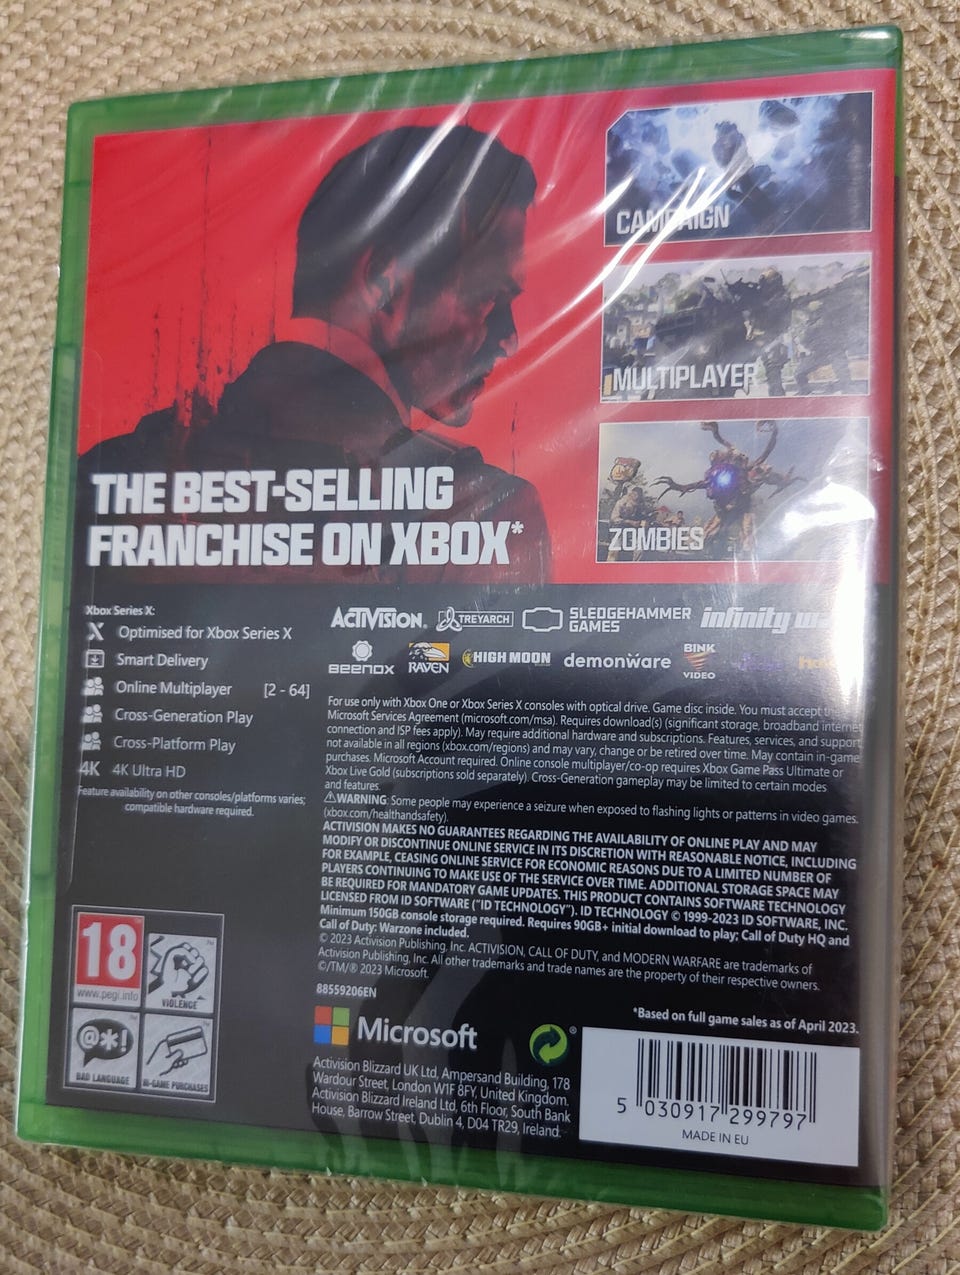 CAMPAIGN
MULTIPLAYER
ZOMBIES
THE BEST-SELLING
FRANCHISE ON XBOX*
Xbox Series X:
Optimised for Xbox Series X
Smart Delivery
Online Multiplayer [2 - 64]
Cross-Generation Play
Cross-Platform Play
4K 4K Ultra HD
Feature availability on other consoles/platforms varies;
compatible hardware required.
ACTIVISION. TREYARCH SLEDGEHAMMER
GAMES infinity
BEENOX RAVEN HIGH MOON demonware BINK
VIDEO
For use only with Xbox One or Xbox Series X consoles with optical drive. Game disc inside. You must accept the
Microsoft Services Agreement (microsoft.com/msa). Requires download(s) (significant storage, broadband internet
connection and ISP fees apply). May require additional hardware and subscriptions. Features, services, and support
not available in all regions (xbox.com/regions) and may vary, change or be retired over time. May contain in-game
purchases. Microsoft Account required. Online console multiplayer/co-op requires Xbox Game Pass Ultimate or
Xbox Live Gold (subscriptions sold separately). Cross-Generation gameplay may be limited to certain modes
and features.
⚠WARNING: Some people may experience a seizure when exposed to flashing lights or patterns in video games.
(xbox.com/healthandsafety).
ACTIVISION MAKES NO GUARANTEES REGARDING THE AVAILABILITY OF ONLINE PLAY AND MAY
MODIFY OR DISCONTINUE ONLINE SERVICE IN ITS DISCRETION WITH REASONABLE NOTICE, INCLUDING
FOR EXAMPLE, CEASING ONLINE SERVICE FOR ECONOMIC REASONS DUE TO A LIMITED NUMBER OF
PLAYERS CONTINUING TO MAKE USE OF THE SERVICE OVER TIME. ADDITIONAL STORAGE SPACE MAY
BE REQUIRED FOR MANDATORY GAME UPDATES. THIS PRODUCT CONTAINS SOFTWARE TECHNOLOGY
LICENSED FROM ID SOFTWARE ("ID TECHNOLOGY"). ID TECHNOLOGY © 1999-2023 ID SOFTWARE, INC.
Minimum 150GB console storage required. Requires 90GB+ initial download to play; Call of Duty HQ and
Call of Duty: Warzone included.
© 2023 Activision Publishing, Inc. ACTIVISION, CALL OF DUTY, and MODERN WARFARE are trademarks of
Activision Publishing, Inc. All other trademarks and trade names are the property of their respective owners.
©/TM/® 2023 Microsoft.
88559206EN
18
www.pegi.info
VIOLENCE
@*!
BAD LANGUAGE
IN-GAME PURCHASES
*Based on full game sales as of April 2023.
Microsoft
Activision Blizzard UK Ltd, Ampersand Building, 178
Wardour Street, London W1F 8FY, United Kingdom.
Activision Blizzard Ireland Ltd, 6th Floor, South Bank
House, Barrow Street, Dublin 4, D04 TR29, Ireland.
5 030917 299797
MADE IN EU